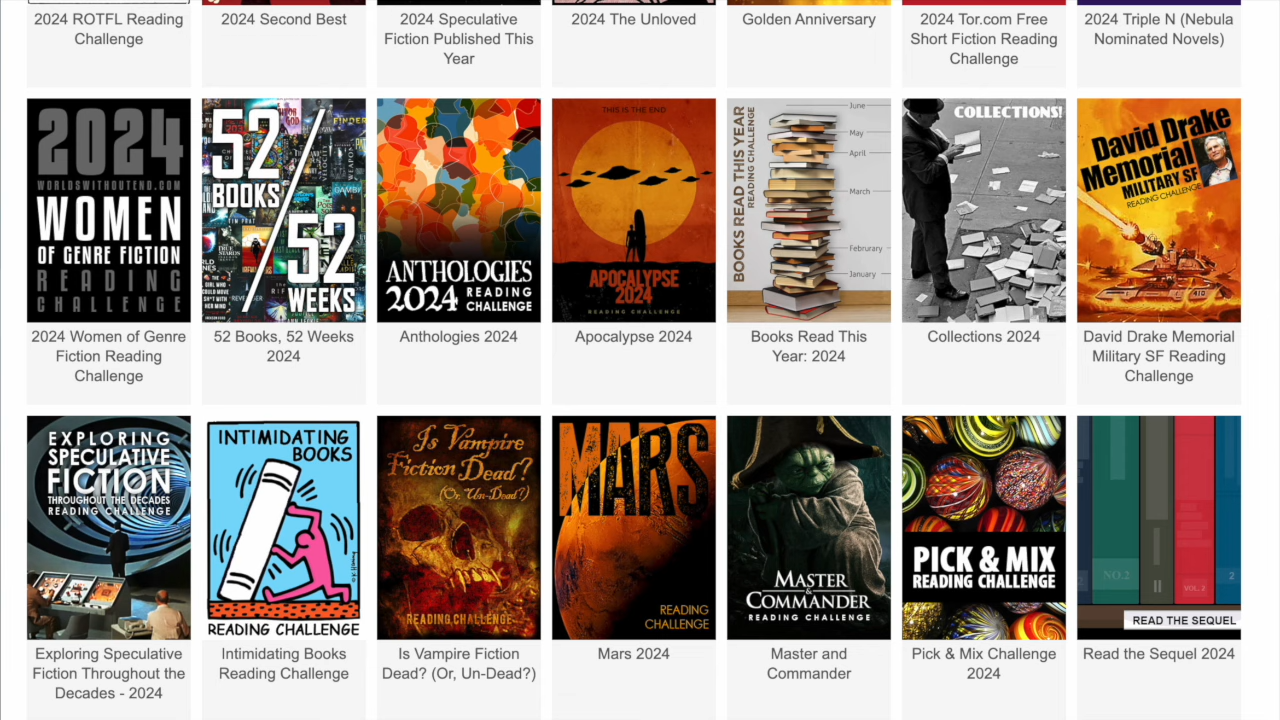 2024 ROTFL Reading
Challenge
2024 Second Best
2024 Speculative
Fiction Published This
Year
2024 The Unloved
Golden Anniversary
2024 Tor.com Free
Short Fiction Reading
Challenge
2024 Triple N (Nebula
Nominated Novels)
2024
WORLDSWITHOUTEND.COM
WOMEN
OF GENRE FICTION
READING
CHALLENGE
2024 Women of Genre
Fiction Reading
Challenge
52
BOOKS
52
WEEKS
52 Books, 52 Weeks
2024
ANTHOLOGIES
2024 READING
CHALLENGE
Anthologies 2024
THIS IS THE END
APOCALYPSE
2024
READING CHALLENGE
Apocalypse 2024
BOOKS READ THIS YEAR
READING CHALLENGE
June
May
April
March
Februrary
January
Books Read This
Year: 2024
COLLECTIONS!
Collections 2024
David Drake
Memorial
MILITARY SF
READING CHALLENGE
David Drake Memorial
Military SF Reading
Challenge
EXPLORING
SPECULATIVE
FICTION
THROUGHOUT THE DECADES
READING CHALLENGE
Exploring Speculative
Fiction Throughout the
Decades - 2024
INTIMIDATING
BOOKS
READING CHALLENGE
Intimidating Books
Reading Challenge
Is Vampire
Fiction Dead?
(Or, Un-Dead?)
READING CHALLENGE
Is Vampire Fiction
Dead? (Or, Un-Dead?)
MARS
READING
CHALLENGE
Mars 2024
MASTER
&
COMMANDER
READING CHALLENGE
Master and
Commander
PICK & MIX
READING CHALLENGE
Pick & Mix Challenge
2024
NO.2
II
VOL. 2
2
READ THE SEQUEL
Read the Sequel 2024